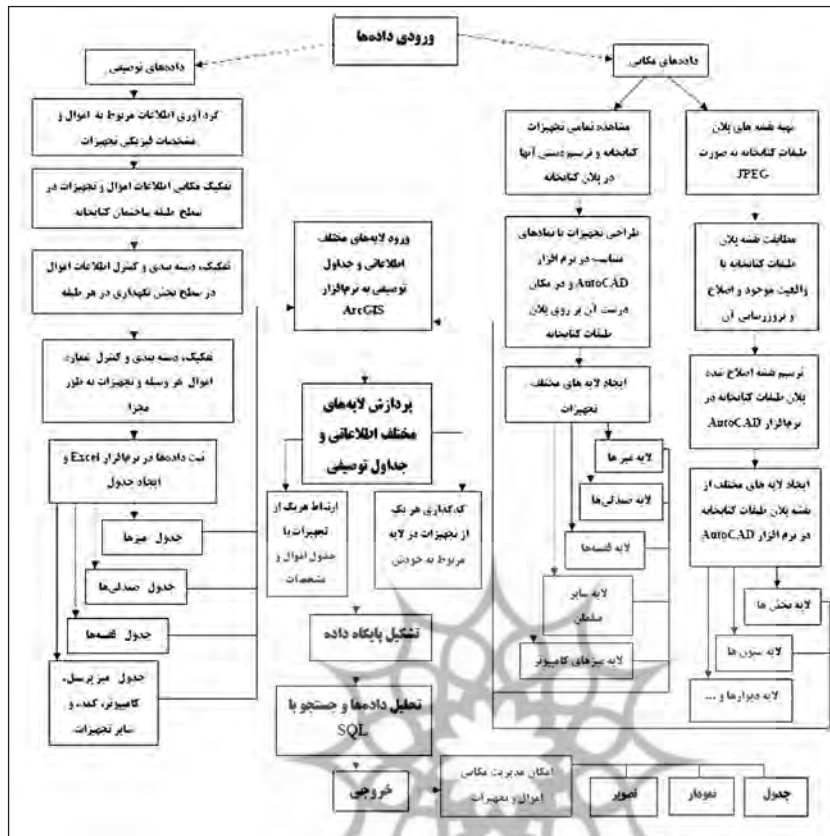 ورودی داده‌ها
داده‌های مکانی
داده‌های توصیفی
تهیه نقشه های پلان
طبقات کتابخانه به صورت
JPEG
مطابقت نقشه پلان
طبقات کتابخانه با
واقعیت موجود و اصلاح
و بروزرسانی آن
ترسیم نقشه اصلاح شده
پلان طبقات کتابخانه در
نرم‌افزار AutoCAD
ایجاد لایه های مختلف از
نقشه پلان طبقات کتابخانه
در نرم افزار AutoCAD
لایه بخش ها
لایه ستون ها
لایه دیوارها و ...
مشاهده تمامی تجهیزات
کتابخانه و ترسیم دستی آنها
در پلان کتابخانه
طراحی تجهیزات با نمادهای
متناسب در نرم افزار
AutoCAD و در مکان
درست آن بر روی پلان
طبقات کتابخانه
ایجاد لایه های مختلف
تجهیزات
لایه میز ها
لایه صندلی‌ها
لایه قفسه‌ها
لایه سایر
مبلمان
لایه میزهای کامپیوتر
گردآوری اطلاعات مربوط به اموال و
مشخصات فیزیکی تجهیزات
تفکیک مکانی اطلاعات اموال و تجهیزات در
سطح طبقه ساختمان کتابخانه
تفکیک، دسته بندی و کنترل اطلاعات اموال
در سطح بخش نگهداری در هر طبقه
تفکیک، دسته بندی و کنترل شماره
اموال هر وسیله و تجهیزات به طور
مجزا
ثبت داده‌ها در نرم‌افزار Excel و
ایجاد جدول
جدول میزها
جدول صندلی‌ها
جدول قفسه‌ها
جدول میز پرسنل،
کامپیوتر، کمد، و
سایر تجهیزات
ورود لایه‌های مختلف
اطلاعاتی و جداول
توصیفی به نرم‌افزار
ArcGIS
پردازش لایه‌های
مختلف اطلاعاتی و
جداول توصیفی
کدگذاری هر یک
از تجهیزات در لایه
مربوط به خودش
ارتباط هریک از
تجهیزات با
جدول اموال و
مشخصات
تشکیل پایگاه داده
تحلیل داده‌ها و جستجو با
SQL
خروجی
امکان مدیریت مکانی
اموال و تجهیزات
تصویر
نمودار
جدول